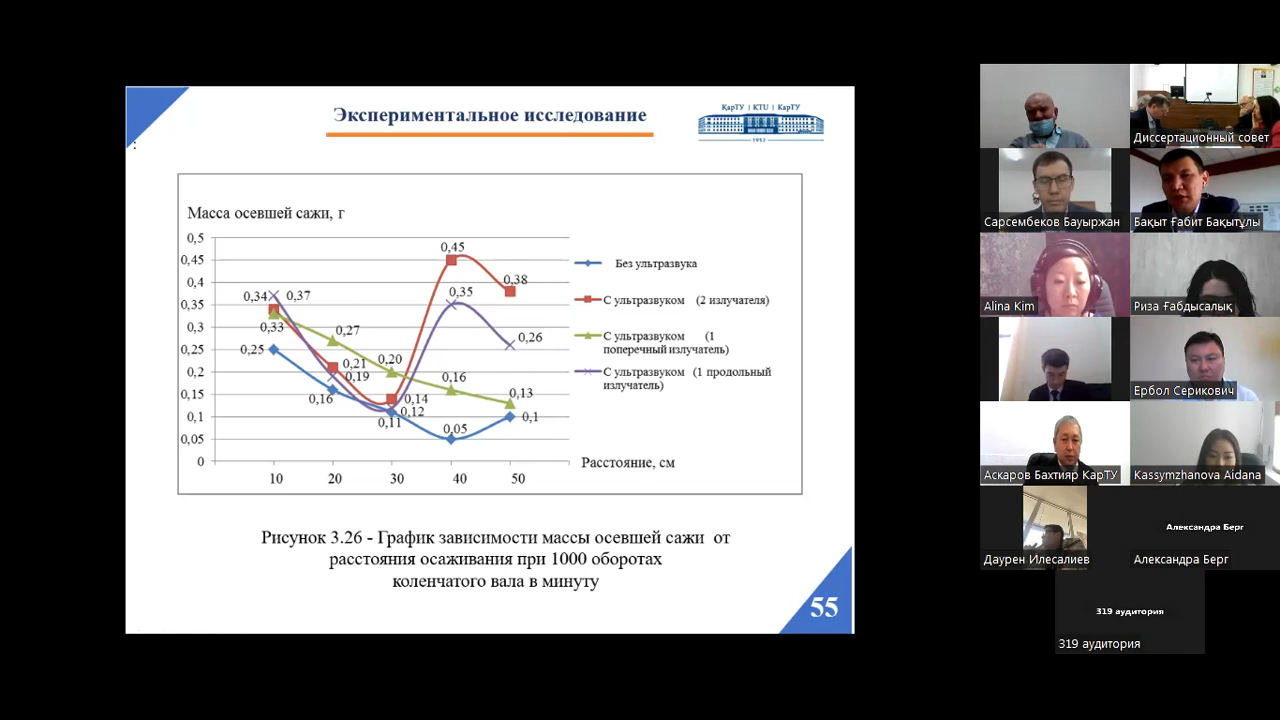 Экспериментальное исследование
ҚарТУ | KTU | КарТУ
1953
Масса осевшей сажи, г
0,5
0,45
0,4
0,35
0,3
0,25
0,2
0,15
0,1
0,05
0
10 20 30 40 50
Расстояние, см
0,34
0,37
0,33
0,25
0,27
0,21
0,19
0,16
0,20
0,14
0,12
0,11
0,45
0,35
0,16
0,05
0,38
0,26
0,13
0,1
Без ультразвука
С ультразвуком (2 излучателя)
С ультразвуком (1
поперечный излучатель)
С ультразвуком (1 продольный
излучатель)
Рисунок 3.26 - График зависимости массы осевшей сажи от
расстояния осаживания при 1000 оборотах
коленчатого вала в минуту
55
Диссертационный совет
Сарсембеков Бауыржан
Бақыт Ғабит Бақытұлы
Alina Kim
Риза Ғабдысалық
Ербол Серикович
Аскаров Бахтияр КарТУ
Kassymzhanova Aidana
Даурен Илесалиев
Александра Берг
Александра Берг
319 аудитория
319 аудитория